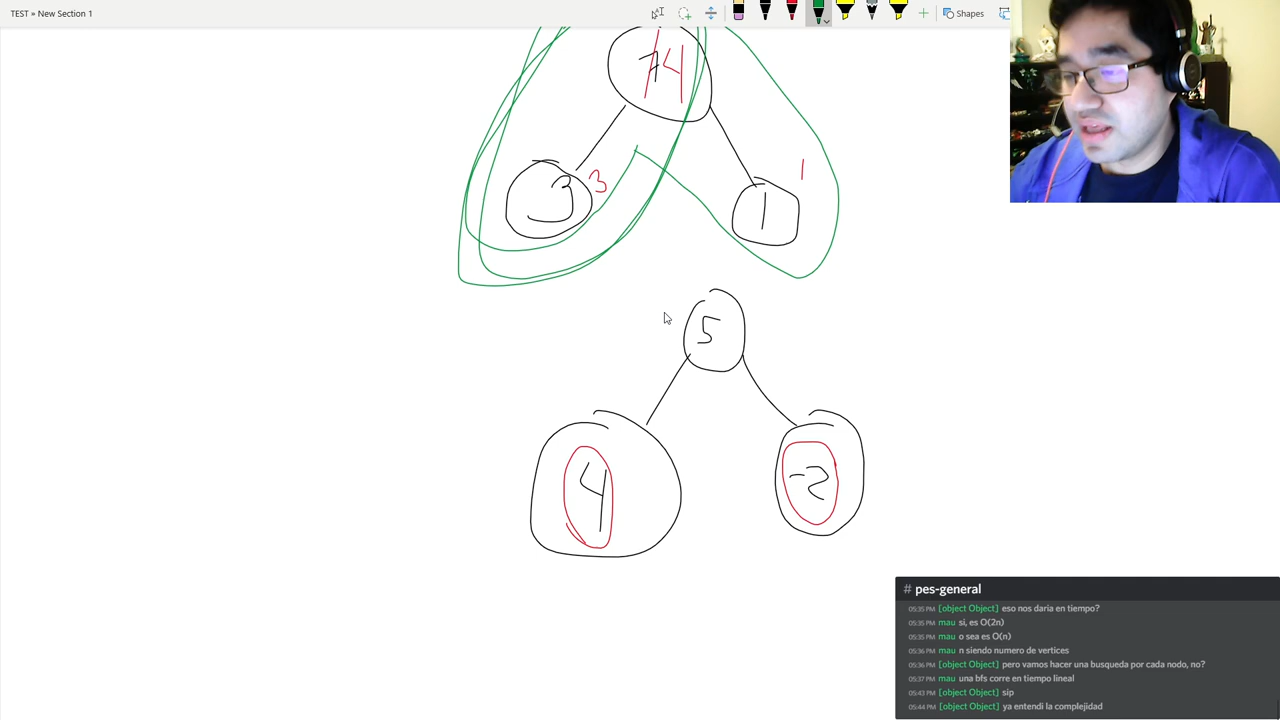 TEST » New Section 1
Shapes
74
3
3
1
1
5
4
-2
# pes-general
05:35 PM [object Object] eso nos daria en tiempo?
05:35 PM mau si, es O(2n)
05:35 PM mau o sea es O(n)
05:36 PM mau n siendo numero de vertices
05:36 PM [object Object] pero vamos hacer una busqueda por cada nodo, no?
05:37 PM mau una bfs corre en tiempo lineal
05:43 PM [object Object] sip
05:44 PM [object Object] ya entendi la complejidad